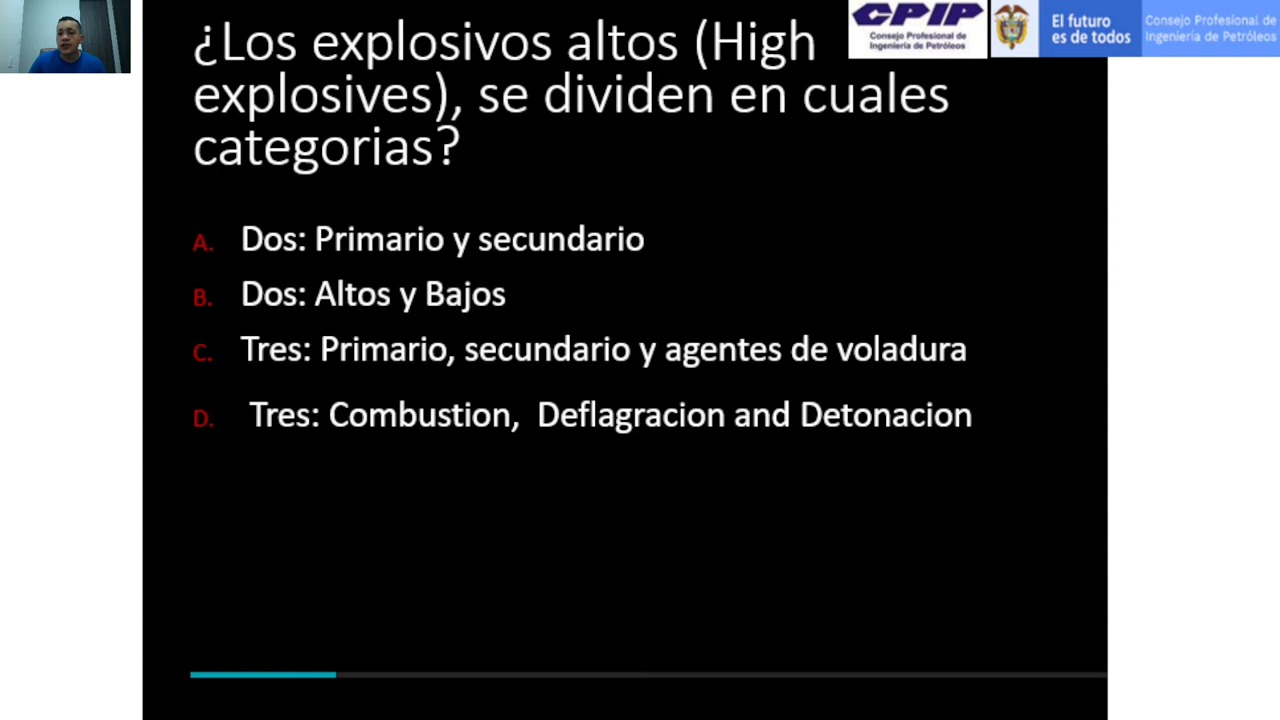 ¿Los explosivos altos (High
explosives), se dividen en cuales
categorias?
CPIP
Consejo Profesional de
Ingeniería de Petróleos
El futuro
es de todos
Consejo Profesional de
Ingeniería de Petróleos
A. Dos: Primario y secundario
B. Dos: Altos y Bajos
C. Tres: Primario, secundario y agentes de voladura
D. Tres: Combustion, Deflagracion and Detonacion